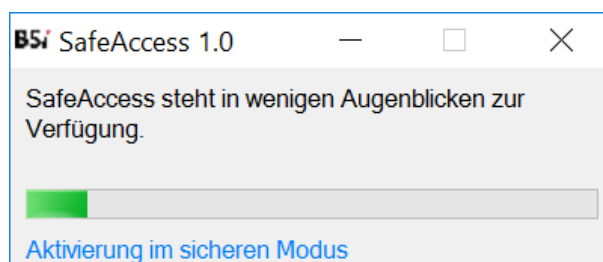 BSi SafeAccess 1.0
SafeAccess steht in wenigen Augenblicken zur
Verfügung.
Aktivierung im sicheren Modus